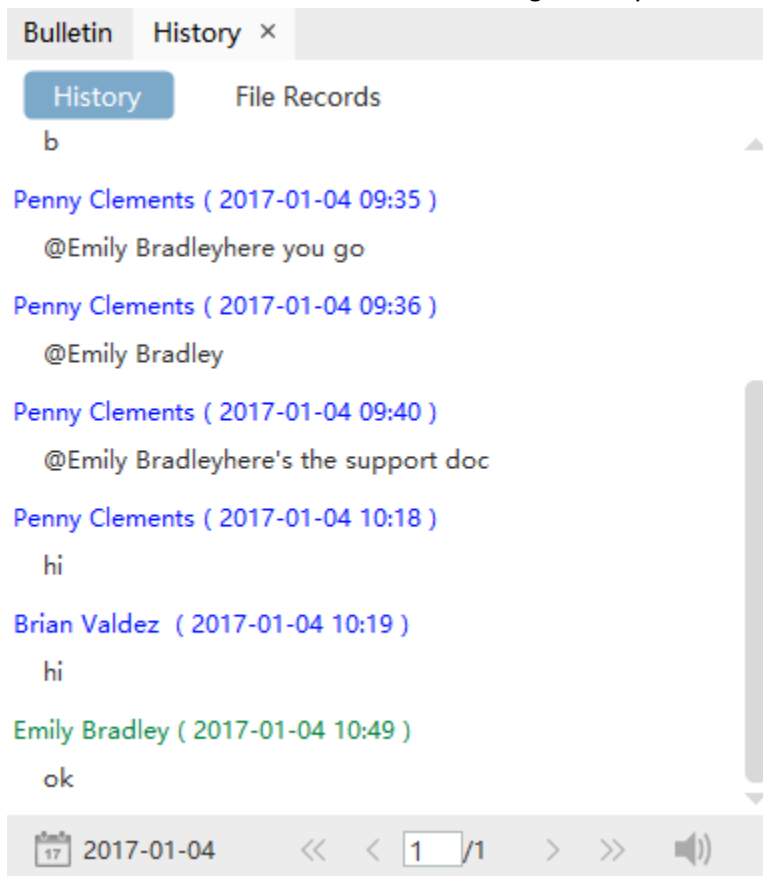 Bulletin History ×
History File Records
b
Penny Clements ( 2017-01-04 09:35 )
@Emily Bradleyhere you go
Penny Clements ( 2017-01-04 09:36 )
@Emily Bradley
Penny Clements ( 2017-01-04 09:40 )
@Emily Bradleyhere's the support doc
Penny Clements ( 2017-01-04 10:18 )
hi
Brian Valdez ( 2017-01-04 10:19 )
hi
Emily Bradley ( 2017-01-04 10:49 )
ok
17 2017-01-04 << < 1 /1 > >>